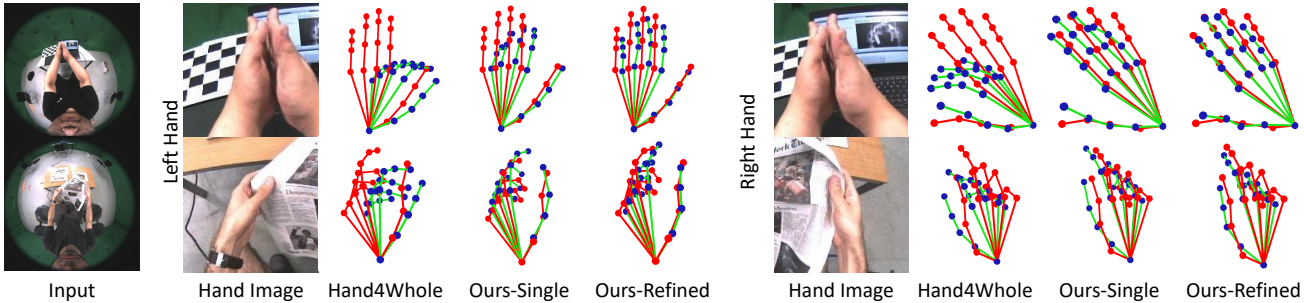 Left Hand
Right Hand
Input
Hand Image
Hand4Whole
Ours-Single
Ours-Refined
Hand Image
Hand4Whole
Ours-Single
Ours-Refined